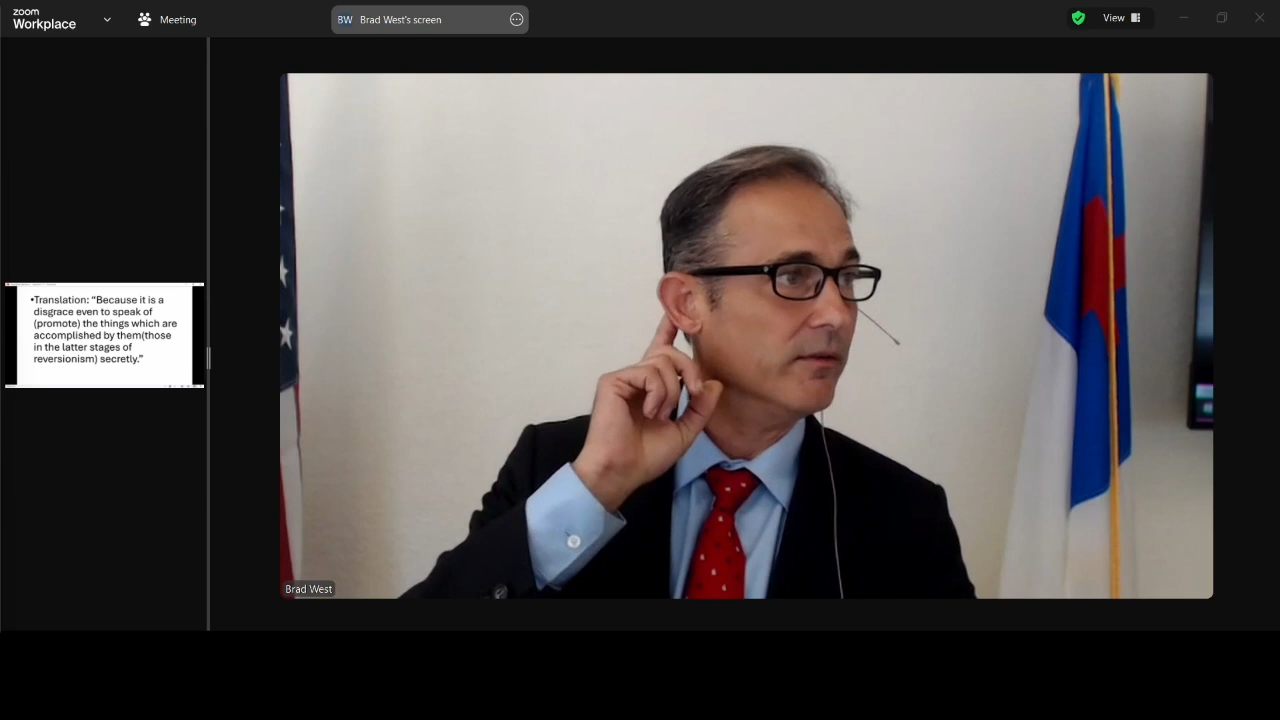 zoom
Workplace
Meeting
BW Brad West's screen
View
•Translation: “Because it is a
disgrace even to speak of
(promote) the things which are
accomplished by them(those
in the latter stages of
reversionism) secretly.”
Brad West